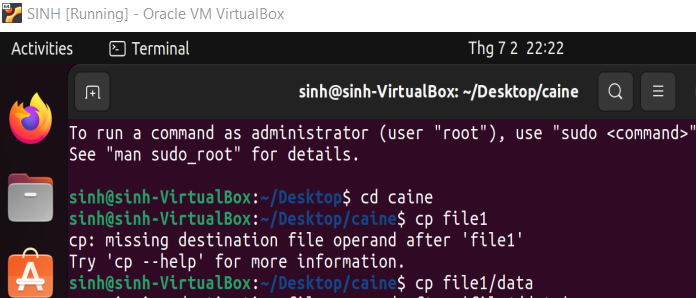 SINH [Running] - Oracle VM VirtualBox
Activities
Terminal
Thg 7 2 22:22
sinh@sinh-VirtualBox: ~/Desktop/caine
To run a command as administrator (user "root"), use "sudo <command>"
See "man sudo_root" for details.
sinh@sinh-VirtualBox:~/Desktop$ cd caine
sinh@sinh-VirtualBox:~/Desktop/caine$ cp file1
cp: missing destination file operand after 'file1'
Try 'cp --help' for more information.
sinh@sinh-VirtualBox:~/Desktop/caine$ cp file1/data